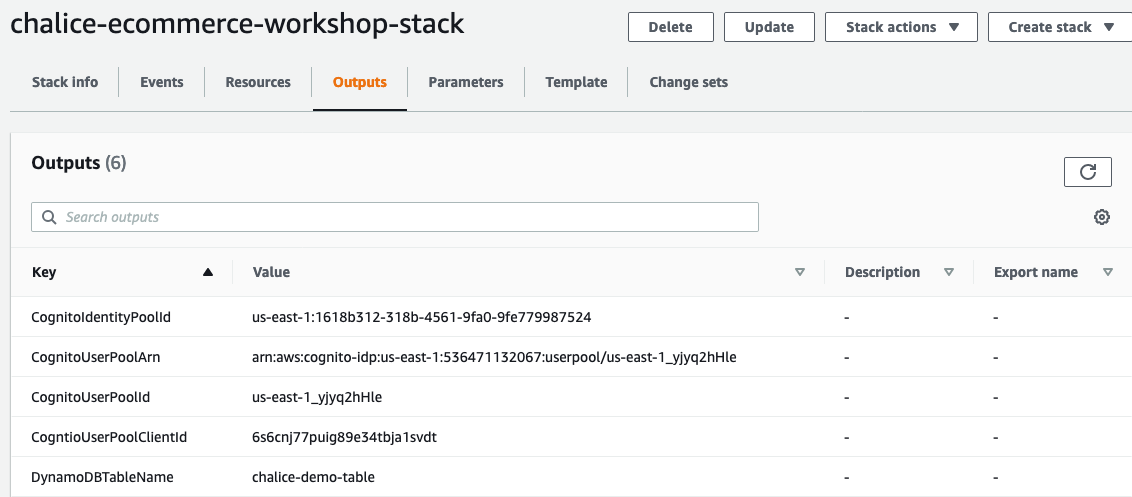 chalice-ecommerce-workshop-stack
Delete
Update
Stack actions
Create stack
Stack info
Events
Resources
Outputs
Parameters
Template
Change sets
Outputs (6)
Search outputs
Key Value Description Export name
CognitoIdentityPoolId us-east-1:1618b312-318b-4561-9fa0-9fe779987524 - -
CognitoUserPoolArn arn:aws:cognito-idp:us-east-1:536471132067:userpool/us-east-1_yjyq2hHle - -
CognitoUserPoolId us-east-1_yjyq2hHle - -
CogntioUserPoolClientId 6s6cnj77puig89e34tbja1svdt - -
DynamoDBTableName chalice-demo-table - -